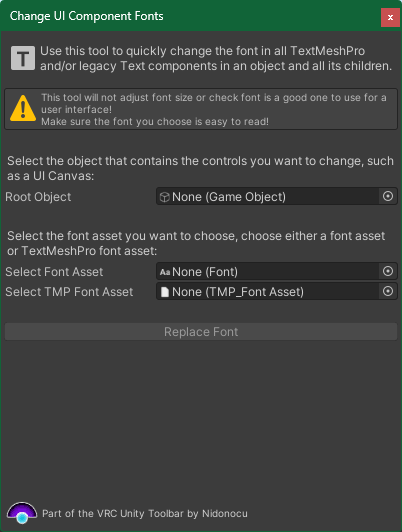 Change UI Component Fonts
x
T
Use this tool to quickly change the font in all TextMeshPro
and/or legacy Text components in an object and all its children.
This tool will not adjust font size or check font is a good one to use for a
user interface!
Make sure the font you choose is easy to read!
Select the object that contains the controls you want to change, such
as a UI Canvas:
Root Object None (Game Object)
Select the font asset you want to choose, choose either a font asset
or TextMeshPro font asset:
Select Font Asset Aa None (Font)
Select TMP Font Asset None (TMP_Font Asset)
Replace Font
Part of the VRC Unity Toolbar by Nidonocu